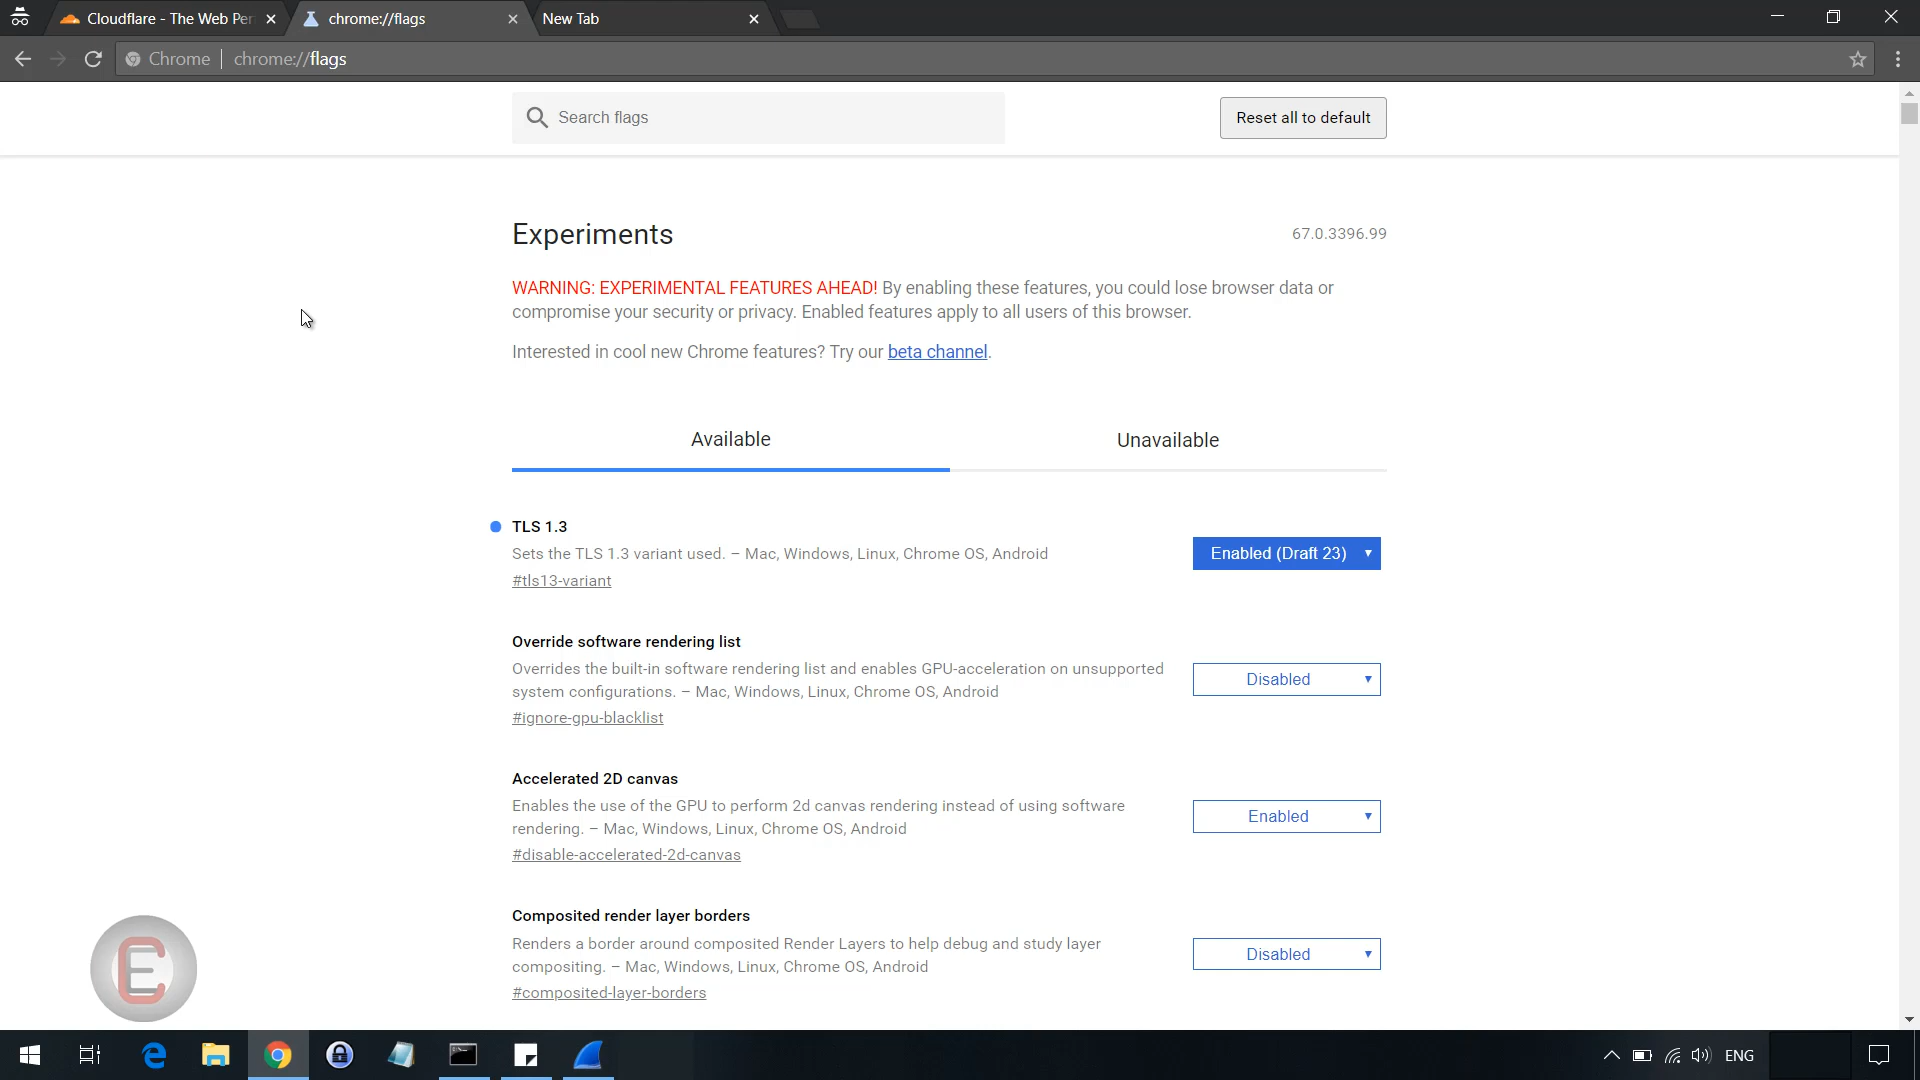 Cloudflare - The Web Per
chrome://flags
New Tab
Chrome
chrome://flags
Search flags
Reset all to default
Experiments
67.0.3396.99
WARNING: EXPERIMENTAL FEATURES AHEAD! By enabling these features, you could lose browser data or
compromise your security or privacy. Enabled features apply to all users of this browser.
Interested in cool new Chrome features? Try our beta channel.
Available
Unavailable
TLS 1.3
Sets the TLS 1.3 variant used. – Mac, Windows, Linux, Chrome OS, Android
#tls13-variant
Enabled (Draft 23)
Override software rendering list
Overrides the built-in software rendering list and enables GPU-acceleration on unsupported
system configurations. – Mac, Windows, Linux, Chrome OS, Android
#ignore-gpu-blacklist
Disabled
Accelerated 2D canvas
Enables the use of the GPU to perform 2d canvas rendering instead of using software
rendering. – Mac, Windows, Linux, Chrome OS, Android
#disable-accelerated-2d-canvas
Enabled
Composited render layer borders
Renders a border around composited Render Layers to help debug and study layer
compositing. – Mac, Windows, Linux, Chrome OS, Android
#composited-layer-borders
Disabled
E
ENG